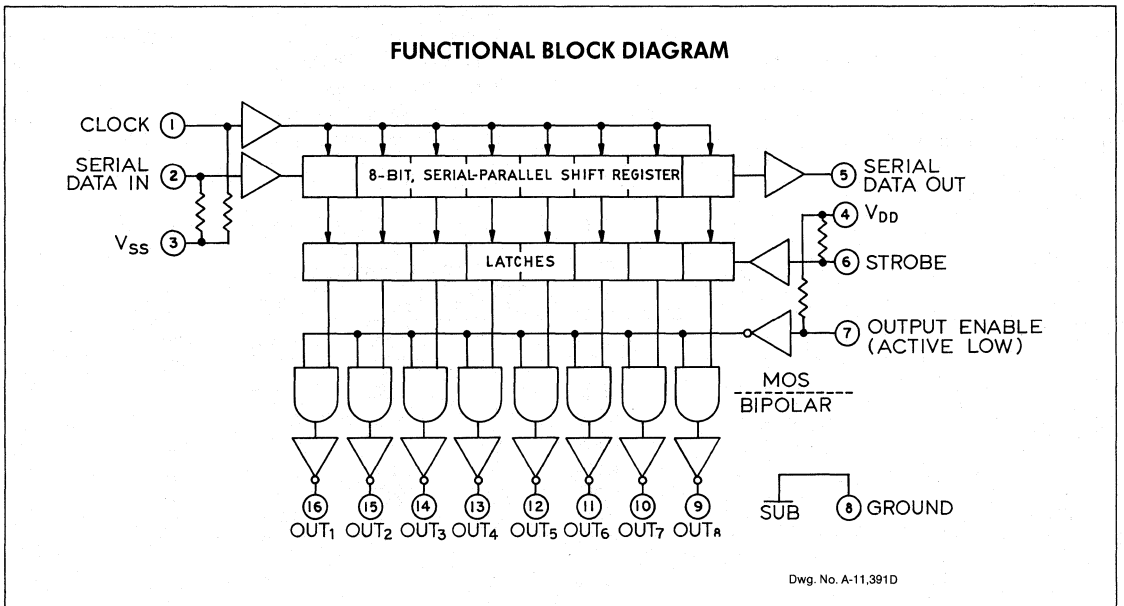 FUNCTIONAL BLOCK DIAGRAM
CLOCK 1
SERIAL DATA IN 2
VSS 3
8-BIT, SERIAL-PARALLEL SHIFT REGISTER
5 SERIAL DATA OUT
4 VDD
LATCHES
6 STROBE
7 OUTPUT ENABLE
(ACTIVE LOW)
MOS
BIPOLAR
16 15 14 13 12 11 10 9
OUT1 OUT2 OUT3 OUT4 OUT5 OUT6 OUT7 OUT8
SUB
8 GROUND
Dwg. No. A-11,391D